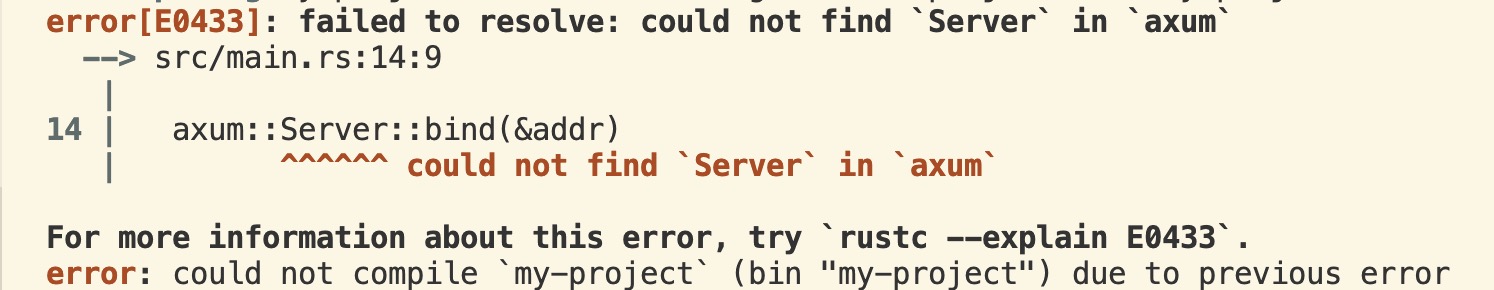 error[E0433]: failed to resolve: could not find `Server` in `axum`
  --> src/main.rs:14:9
   |
14 |   axum::Server::bind(&addr)
   |         ^^^^^^ could not find `Server` in `axum`

For more information about this error, try `rustc --explain E0433`.
error: could not compile `my-project` (bin "my-project") due to previous error